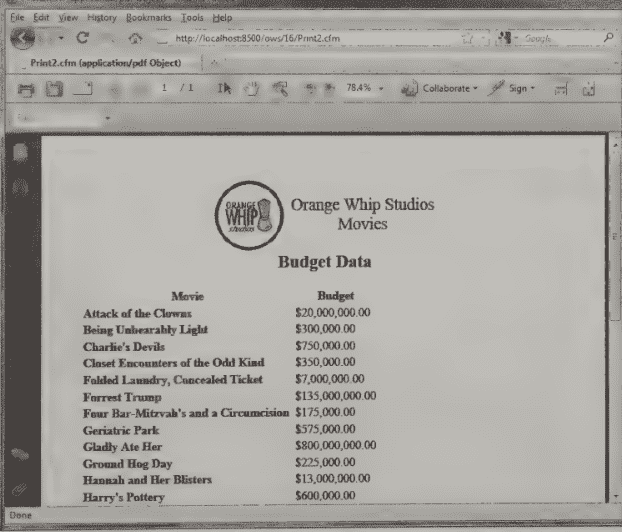 File Edit View History Bookmarks Tools Help
http://localhost:8500/ows/16/Print2.cfm
Google
Print2.cfm (application/pdf Object)
1 / 1 78.4% Collaborate Sign
ORANGE
WHIP
studios
Orange Whip Studios
Movies
Budget Data
Movie Budget
Attack of the Clowns $20,000,000.00
Being Unbearably Light $300,000.00
Charlie's Devils $750,000.00
Closet Encounters of the Odd Kind $350,000.00
Folded Laundry, Concealed Ticket $7,000,000.00
Forrest Trump $135,000,000.00
Four Bar-Mitzvah's and a Circumcision $175,000.00
Geriatric Park $575,000.00
Gladly Ate Her $800,000,000.00
Ground Hog Day $225,000.00
Hannah and Her Blisters $13,000,000.00
Harry's Pottery $600,000.00
Done